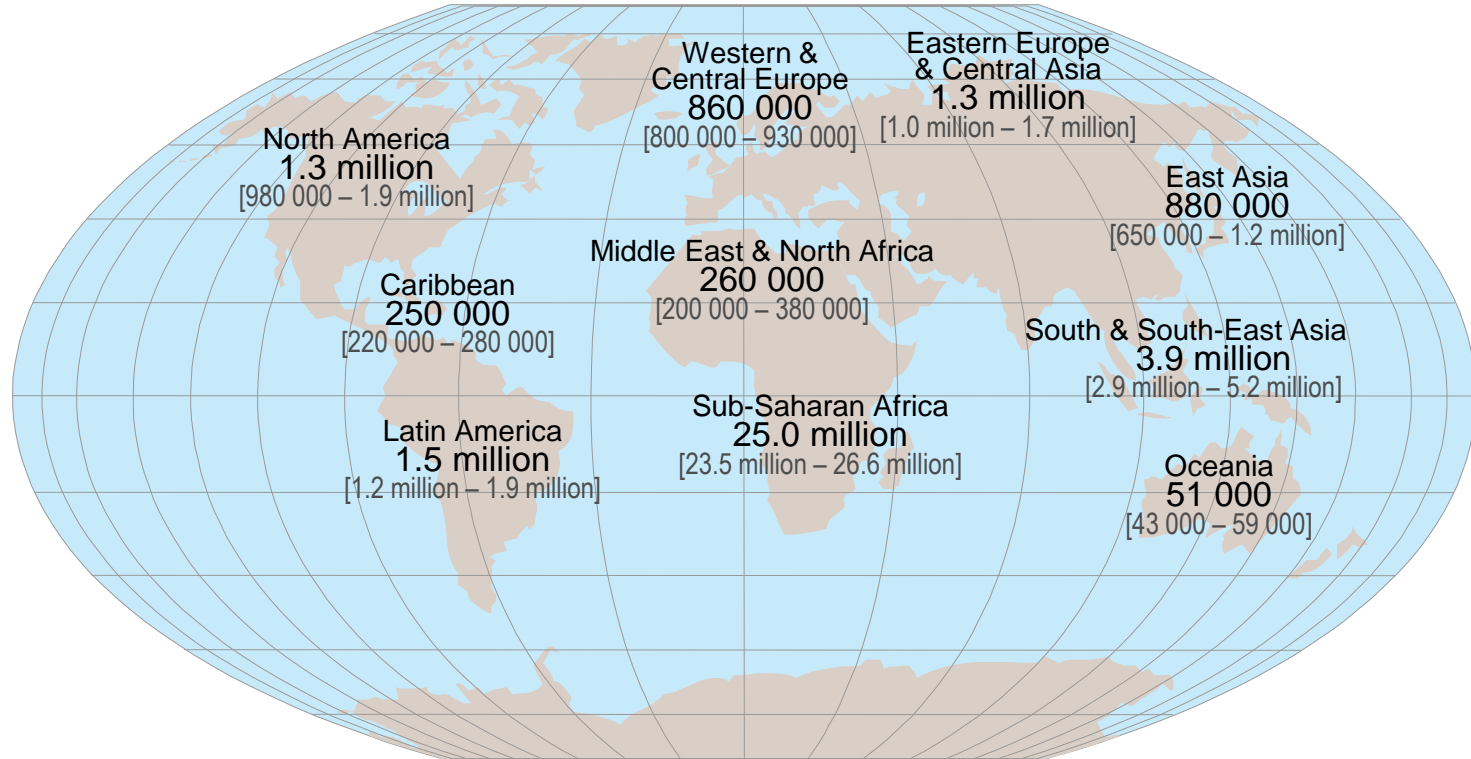 Western &
Central Europe
860 000
[800 000 – 930 000]
Eastern Europe
& Central Asia
1.3 million
[1.0 million – 1.7 million]
North America
1.3 million
[980 000 – 1.9 million]
East Asia
880 000
[650 000 – 1.2 million]
Middle East & North Africa
260 000
[200 000 – 380 000]
Caribbean
250 000
[220 000 – 280 000]
South & South-East Asia
3.9 million
[2.9 million – 5.2 million]
Sub-Saharan Africa
25.0 million
[23.5 million – 26.6 million]
Latin America
1.5 million
[1.2 million – 1.9 million]
Oceania
51 000
[43 000 – 59 000]